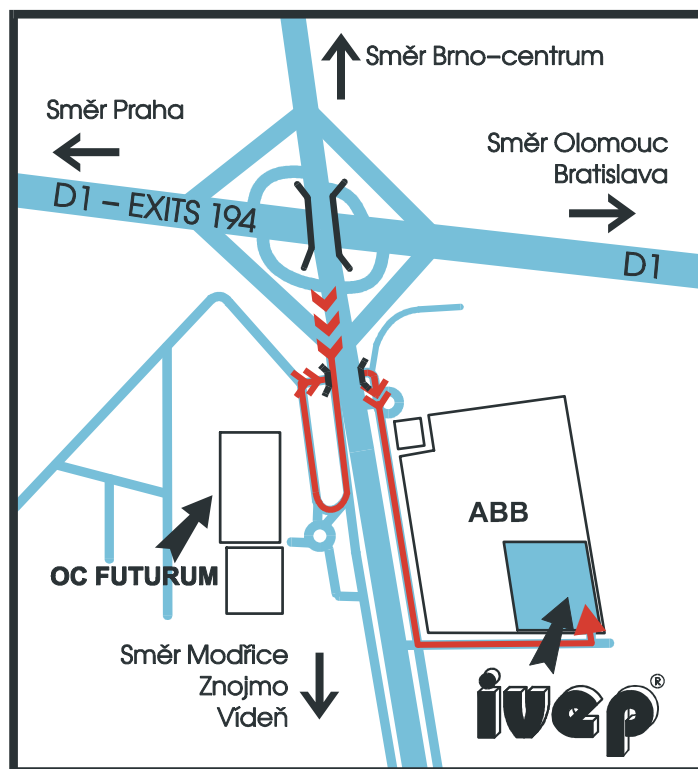 Směr Brno–centrum
Směr Praha
Směr Olomouc
Bratislava
D1 – EXITS 194
D1
ABB
OC FUTURUM
Směr Modřice
Znojmo
Vídeň
ivep®